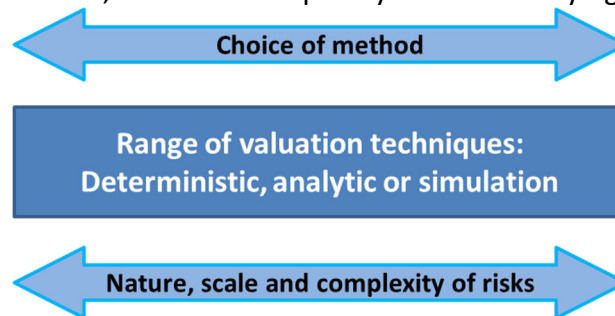 Choice of method
Range of valuation techniques:
Deterministic, analytic or simulation
Nature, scale and complexity of risks